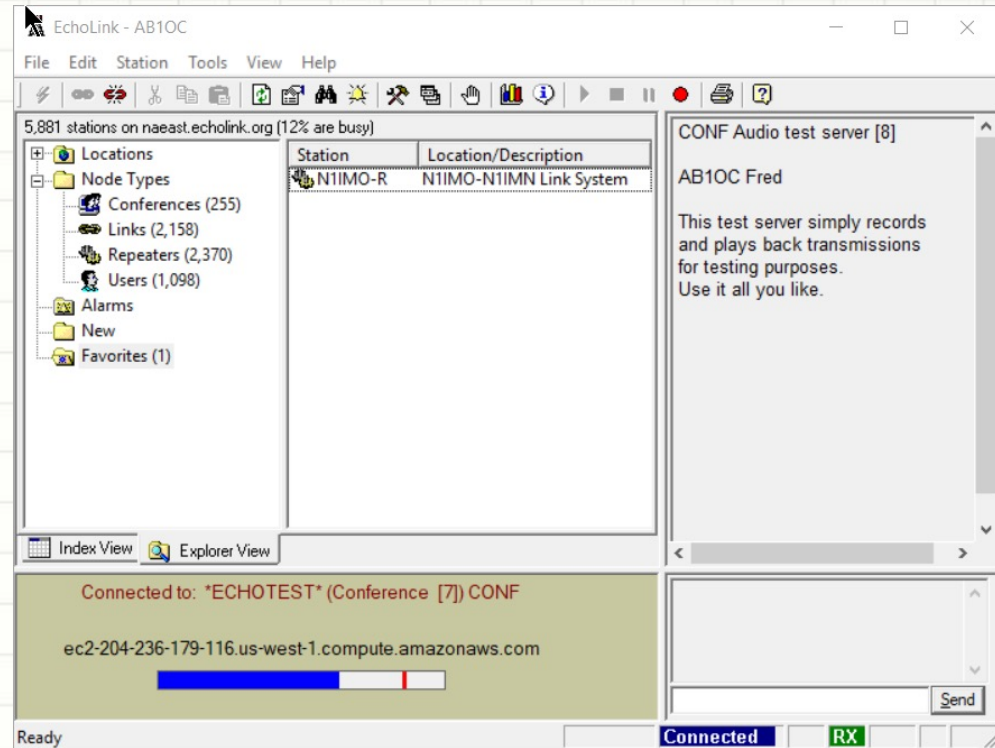 EchoLink - AB1OC
File Edit Station Tools View Help
5,881 stations on naeast.echolink.org (12% are busy)
Locations
Node Types
Conferences (255)
Links (2,158)
Repeaters (2,370)
Users (1,098)
Alarms
New
Favorites (1)
Station Location/Description
N1IMO-R N1IMO-N1IMN Link System
Index View Explorer View
CONF Audio test server [8]
AB1OC Fred
This test server simply records
and plays back transmissions
for testing purposes.
Use it all you like.
Connected to: *ECHOTEST* (Conference [7]) CONF
ec2-204-236-179-116.us-west-1.compute.amazonaws.com
Send
Ready Connected RX